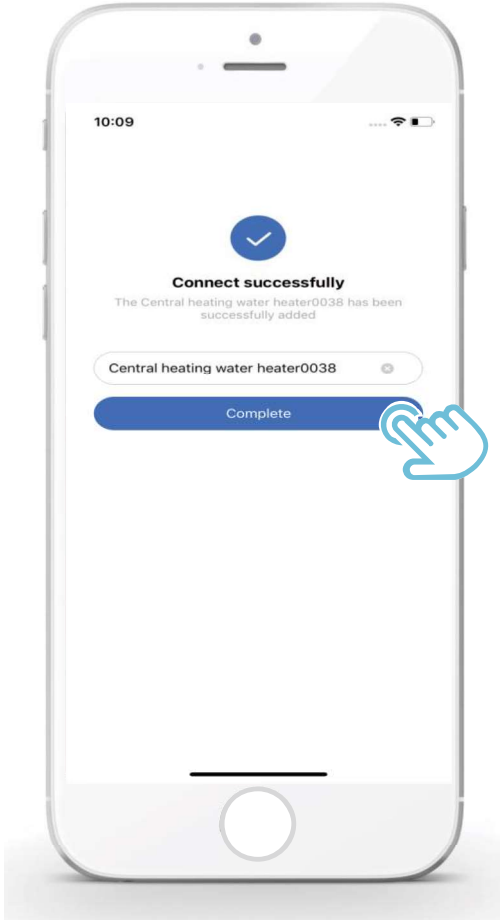 10:09
Connect successfully
The Central heating water heater0038 has been
successfully added
Central heating water heater0038
Complete